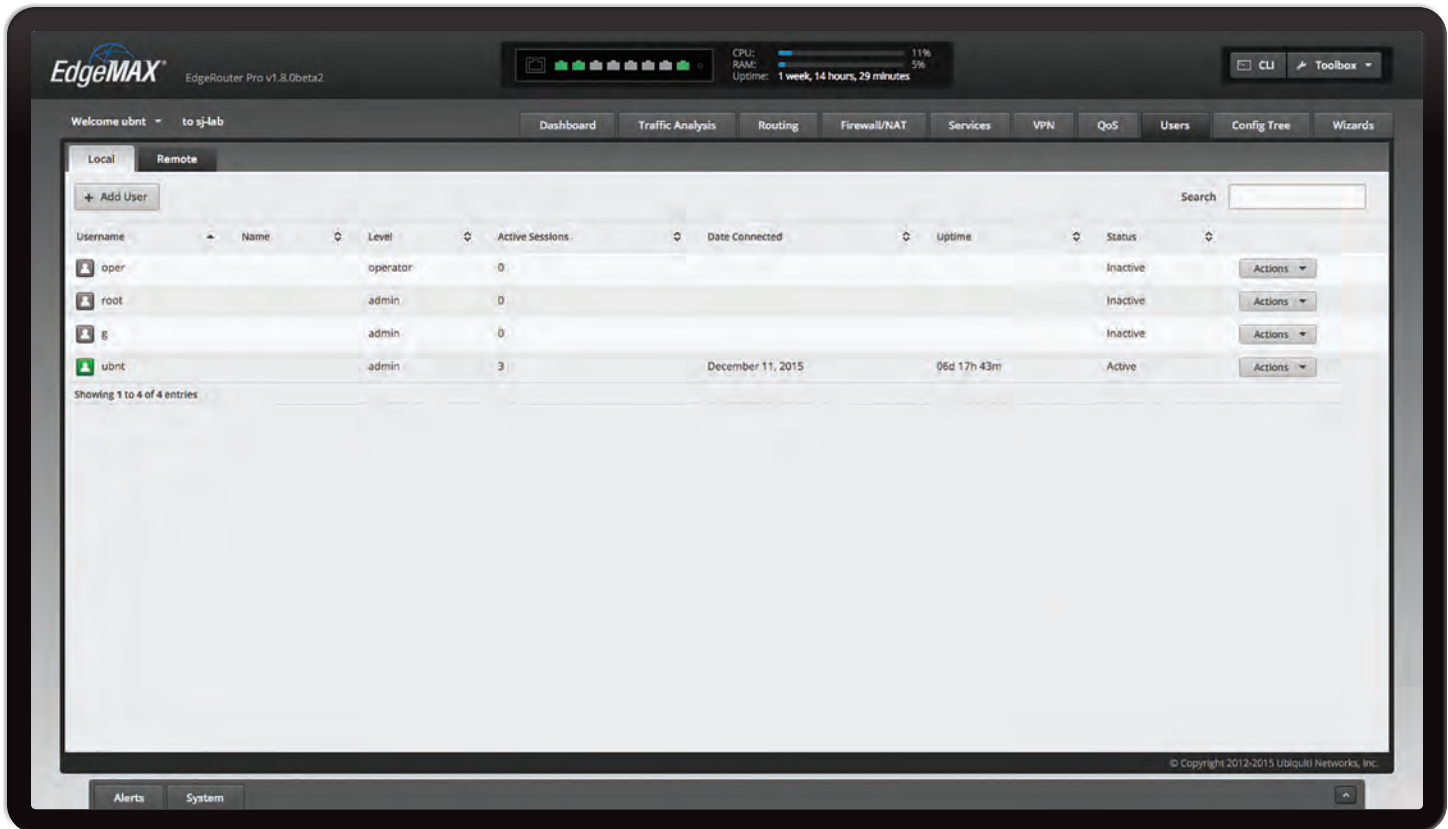 EdgeMAX® EdgeRouter Pro v1.8.0beta2
CPU: 11%
RAM: 5%
Uptime: 1 week, 14 hours, 29 minutes
CLI Toolbox
Welcome ubnt to sj-lab
Dashboard Traffic Analysis Routing Firewall/NAT Services VPN QoS Users Config Tree Wizards
Local Remote
+ Add User Search
Username Name Level Active Sessions Date Connected Uptime Status
oper operator 0 Inactive Actions
root admin 0 Inactive Actions
g admin 0 Inactive Actions
ubnt admin 3 December 11, 2015 06d 17h 43m Active Actions
Showing 1 to 4 of 4 entries
© Copyright 2012-2015 Ubiquiti Networks, Inc.
Alerts System